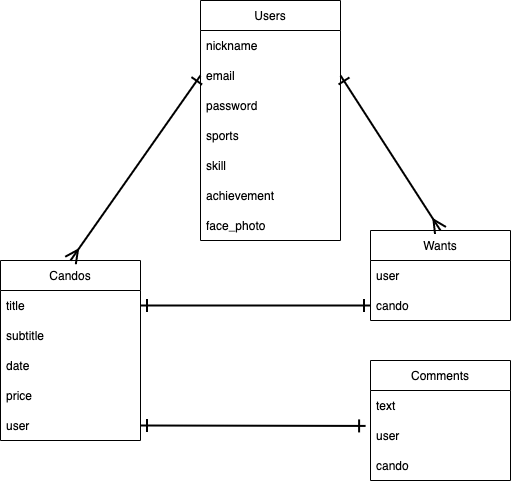 Users
nickname
email
password
sports
skill
achievement
face_photo
Candos
title
subtitle
date
price
user
Wants
user
cando
Comments
text
user
cando